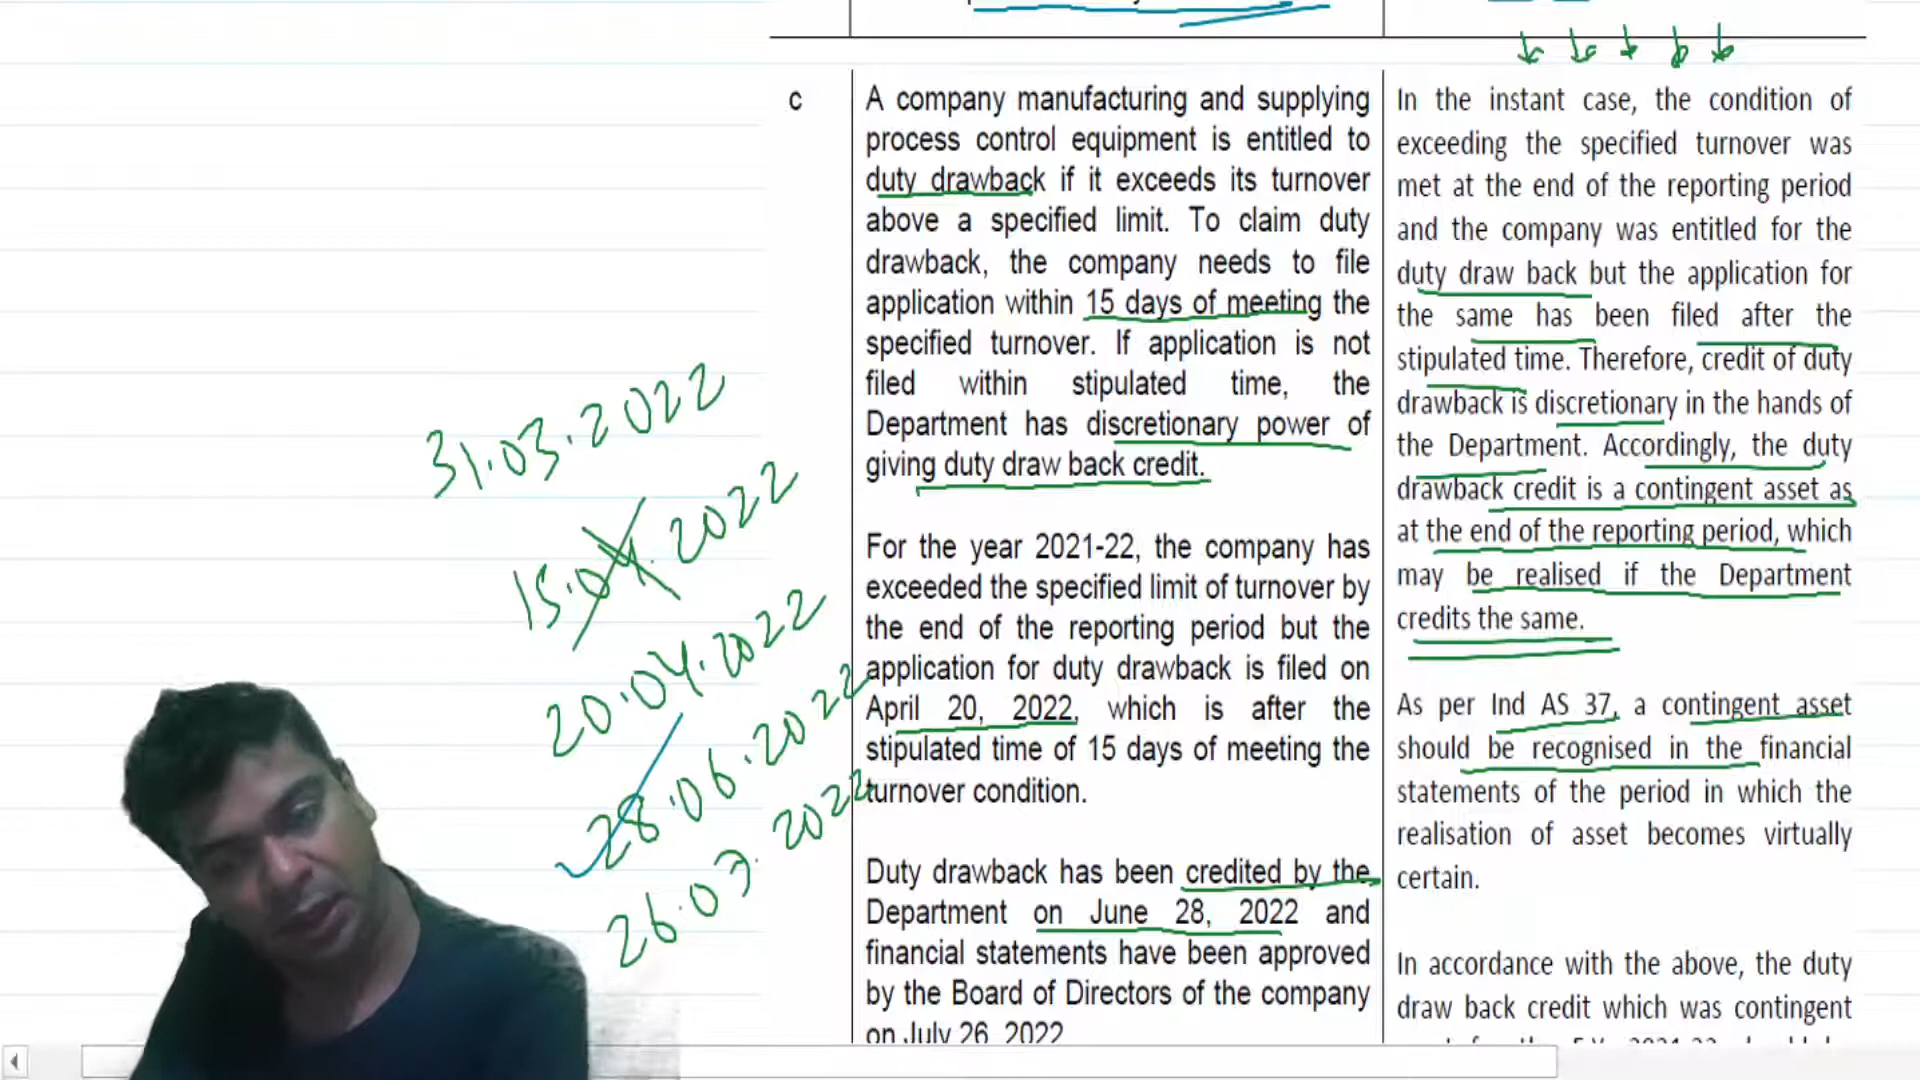 c
A company manufacturing and supplying
process control equipment is entitled to
duty drawback if it exceeds its turnover
above a specified limit. To claim duty
drawback, the company needs to file
application within 15 days of meeting the
specified turnover. If application is not
filed within stipulated time, the
Department has discretionary power of
giving duty draw back credit.
For the year 2021-22, the company has
exceeded the specified limit of turnover by
the end of the reporting period but the
application for duty drawback is filed on
April 20, 2022, which is after the
stipulated time of 15 days of meeting the
turnover condition.
Duty drawback has been credited by the
Department on June 28, 2022 and
financial statements have been approved
by the Board of Directors of the company
on July 26, 2022
In the instant case, the condition of
exceeding the specified turnover was
met at the end of the reporting period
and the company was entitled for the
duty draw back but the application for
the same has been filed after the
stipulated time. Therefore, credit of duty
drawback is discretionary in the hands of
the Department. Accordingly, the duty
drawback credit is a contingent asset as
at the end of the reporting period, which
may be realised if the Department
credits the same.
As per Ind AS 37, a contingent asset
should be recognised in the financial
statements of the period in which the
realisation of asset becomes virtually
certain.
In accordance with the above, the duty
draw back credit which was contingent
31.03.2022
15.04.2022
20.04.2022
28.06.2022
26.07.2022